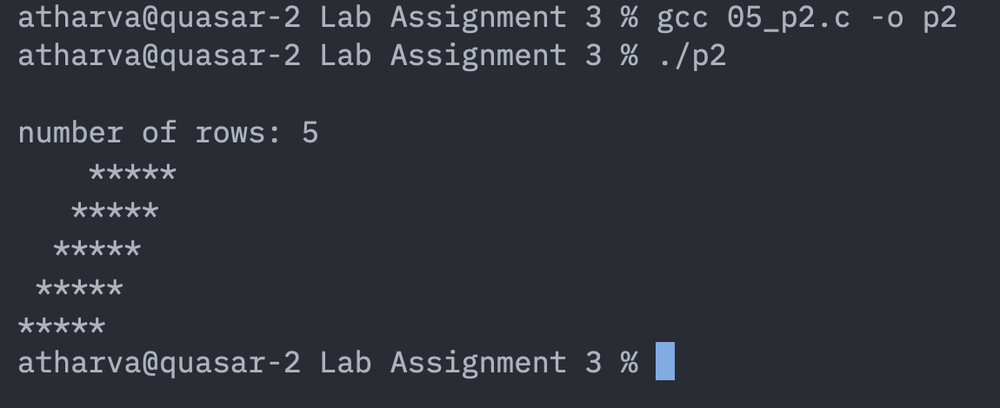 atharva@quasar-2 Lab Assignment 3 % gcc 05_p2.c -o p2
atharva@quasar-2 Lab Assignment 3 % ./p2

number of rows: 5
    *****
   *****
  *****
 *****
*****
atharva@quasar-2 Lab Assignment 3 %